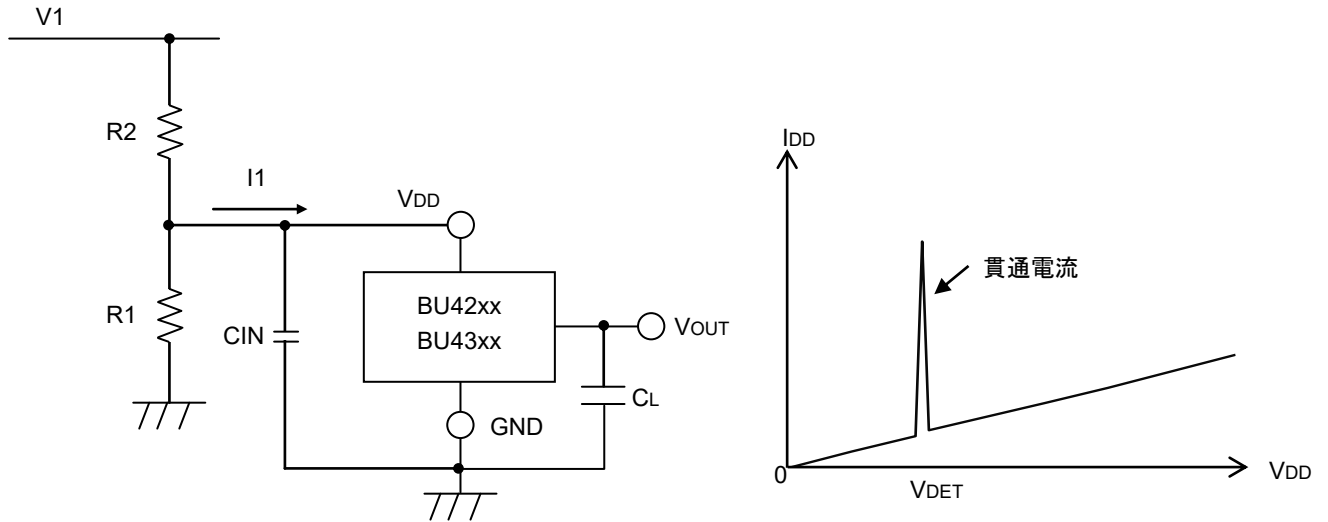 V1
R2
I1
VDD
R1
CIN
BU42xx
BU43xx
VOUT
CL
GND
IDD
貫通電流
0
VDET
VDD